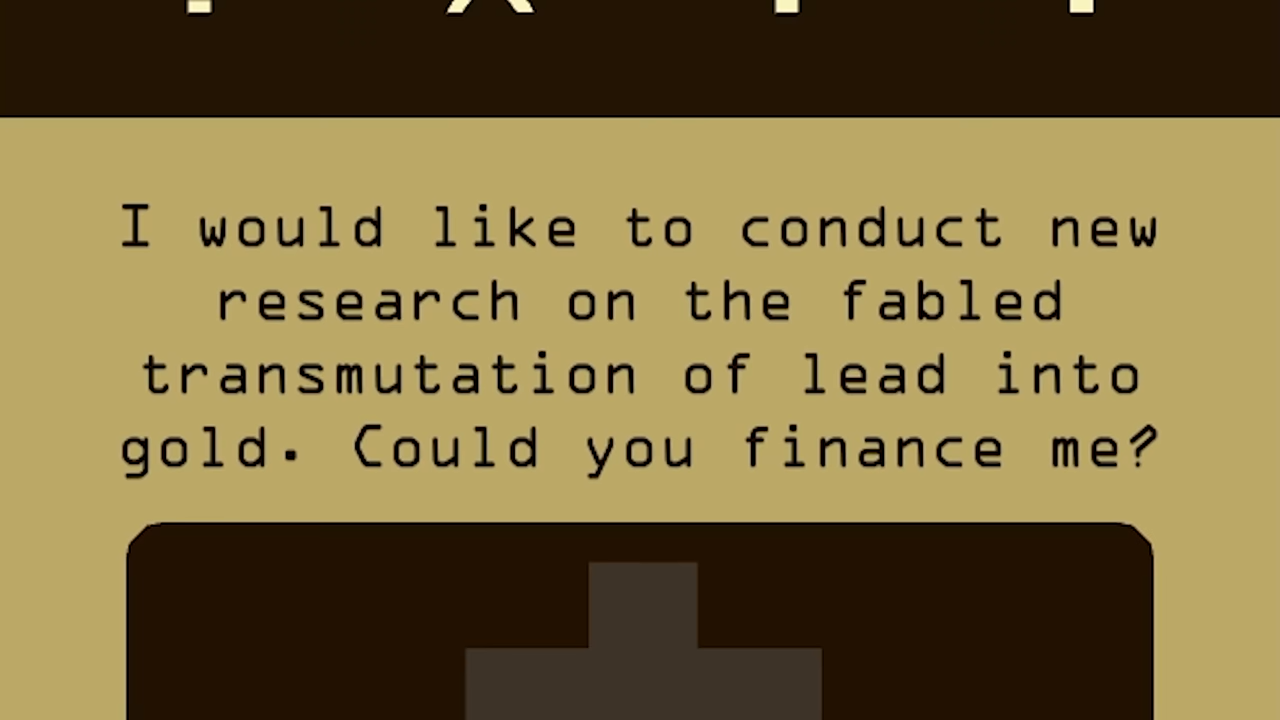 I would like to conduct new
research on the fabled
transmutation of lead into
gold. Could you finance me?